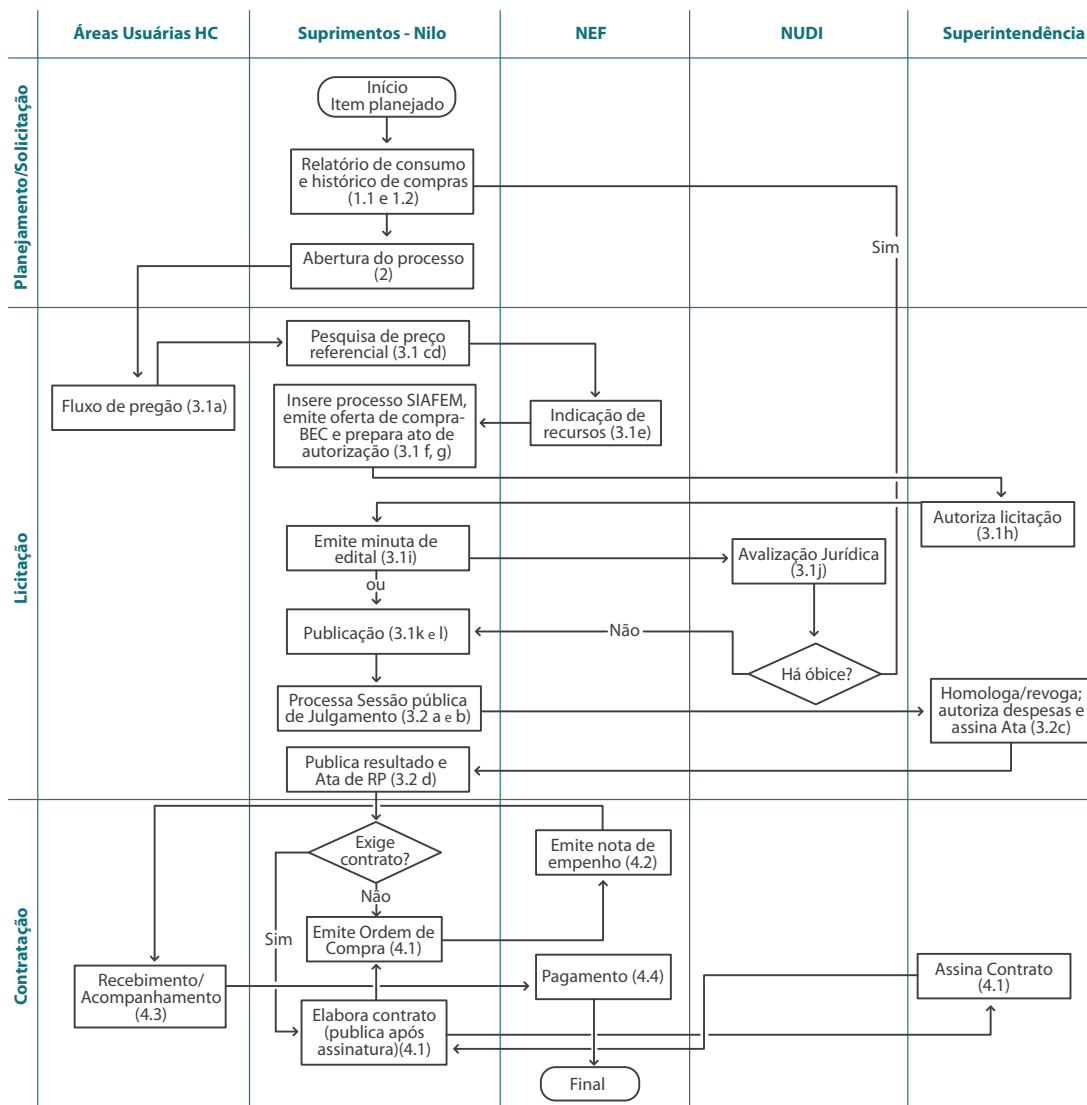 Áreas Usuárias HC
Suprimentos - Nilo
NEF
NUDI
Superintendência
Planejamento/Solicitação
Início
Item planejado
Relatório de consumo
e histórico de compras
(1.1 e 1.2)
Sim
Abertura do processo
(2)
Licitação
Pesquisa de preço
referencial (3.1 cd)
Fluxo de pregão (3.1a)
Insere processo SIAFEM,
emite oferta de compra-
BEC e prepara ato de
autorização (3.1 f, g)
Indicação de
recursos (3.1e)
Autoriza licitação
(3.1h)
Emite minuta de
edital (3.1i)
Avalização Jurídica
(3.1j)
ou
Publicação (3.1k e l)
Não
Há óbice?
Processa Sessão pública
de Julgamento (3.2 a e b)
Homologa/revoga;
autoriza despesas e
assina Ata (3.2c)
Publica resultado e
Ata de RP (3.2 d)
Contratação
Exige
contrato?
Emite nota de
empenho (4.2)
Não
Sim
Emite Ordem de
Compra (4.1)
Recebimento/
Acompanhamento
(4.3)
Pagamento (4.4)
Assina Contrato
(4.1)
Elabora contrato
(publica após
assinatura)(4.1)
Final